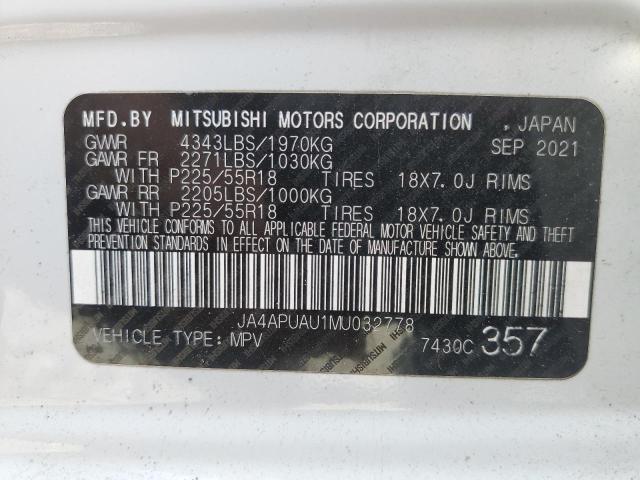 MFD.BY MITSUBISHI MOTORS CORPORATION , JAPAN
GVWR 4343LBS/1970KG SEP 2021
GAWR FR 2271LBS/1030KG
WITH P225/55R18 TIRES 18X7.0J RIMS
GAWR RR 2205LBS/1000KG
WITH P225/55R18 TIRES 18X7.0J RIMS
THIS VEHICLE CONFORMS TO ALL APPLICABLE FEDERAL MOTOR VEHICLE SAFETY AND THEFT
PREVENTION STANDARDS IN EFFECT ON THE DATE OF MANUFACTURE SHOWN ABOVE.
JA4APUAU1MU032778
VEHICLE TYPE: MPV 7430C 357